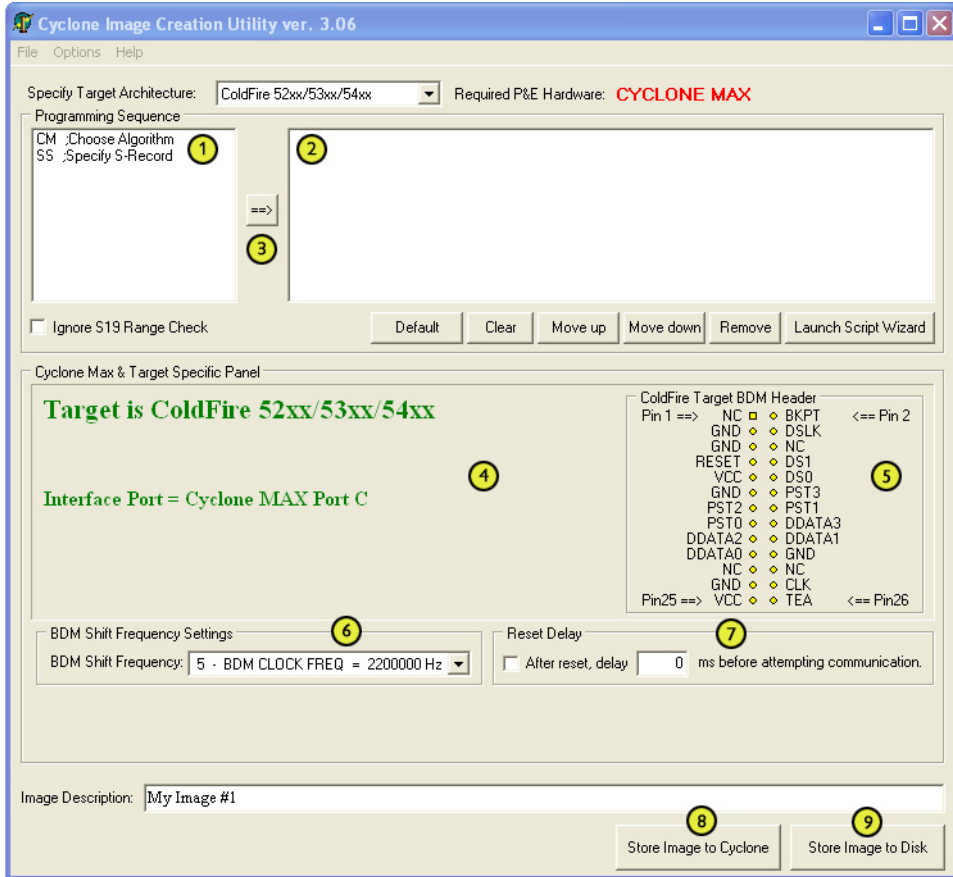 Cyclone Image Creation Utility ver. 3.06
File Options Help
Specify Target Architecture: ColdFire 52xx/53xx/54xx Required P&E Hardware: CYCLONE MAX
Programming Sequence
CM ;Choose Algorithm
SS ;Specify S-Record
1
2
==>
3
Ignore S19 Range Check
Default Clear Move up Move down Remove Launch Script Wizard
Cyclone Max & Target Specific Panel
Target is ColdFire 52xx/53xx/54xx
Interface Port = Cyclone MAX Port C
4
ColdFire Target BDM Header
Pin 1 ==> NC BKPT <== Pin 2
GND DSLK
GND NC
RESET DS1
VCC DS0
GND PST3
PST2 PST1
PST0 DDATA3
DDATA2 DDATA1
DDATA0 GND
NC NC
GND CLK
Pin25 ==> VCC TEA <== Pin26
5
BDM Shift Frequency Settings
6
BDM Shift Frequency: 5 - BDM CLOCK FREQ = 2200000 Hz
Reset Delay
7
After reset, delay 0 ms before attempting communication.
Image Description: My Image #1
8
Store Image to Cyclone
9
Store Image to Disk